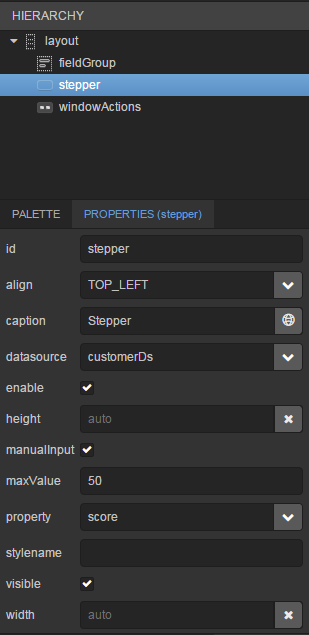 HIERARCHY
layout
fieldGroup
stepper
windowActions
PALETTE PROPERTIES (stepper)
id stepper
align TOP_LEFT
caption Stepper
datasource customerDs
enable
height auto
manualInput
maxValue 50
property score
stylename
visible
width auto